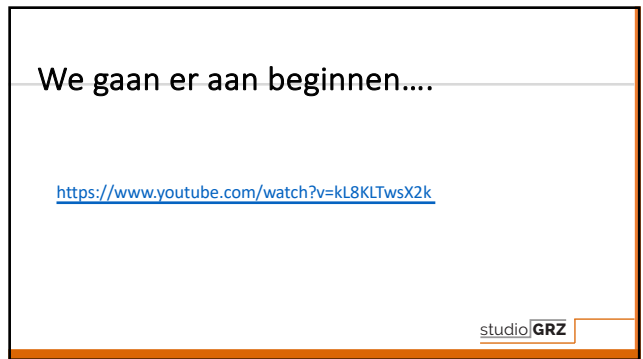 We gaan er aan beginnen....
https://www.youtube.com/watch?v=kL8KLTwsX2k
studio GRZ